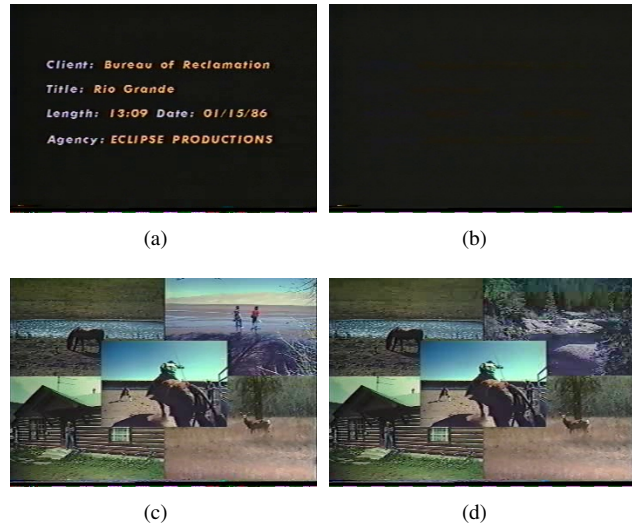 Client: Bureau of Reclamation
Title: Rio Grande
Length: 13:09 Date: 01/15/86
Agency: ECLIPSE PRODUCTIONS
(a)
(b)
(c)
(d)